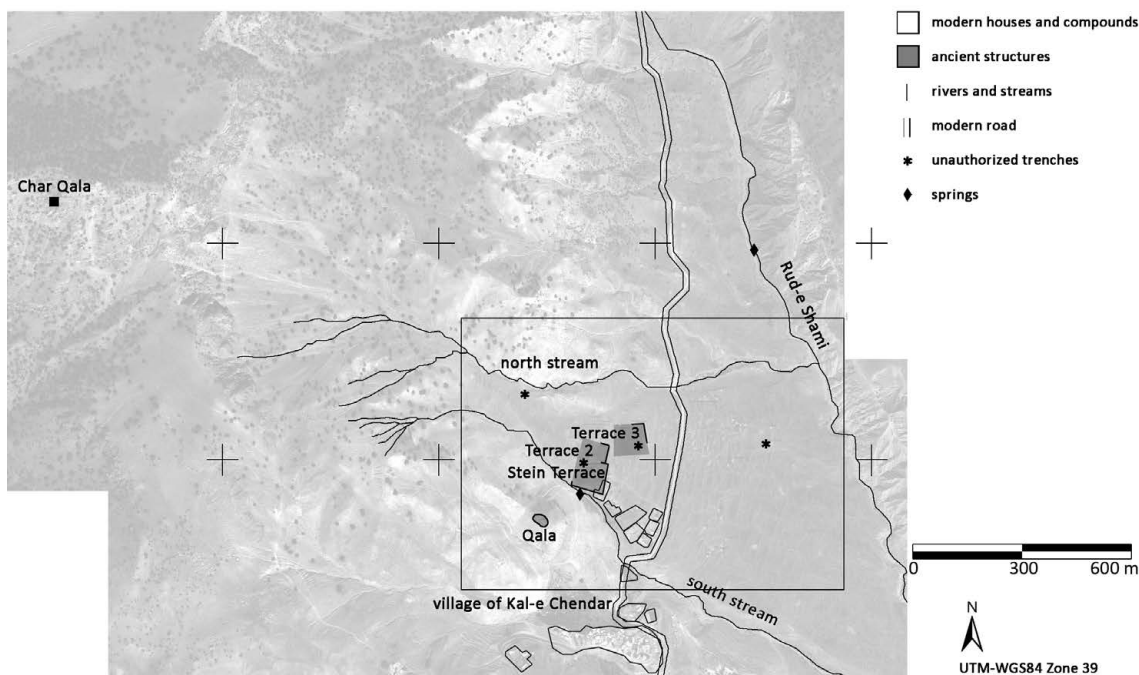 modern houses and compounds
ancient structures
rivers and streams
modern road
unauthorized trenches
springs
Char Qala
Rud-e Shami
north stream
Terrace 3
Terrace 2
Stein Terrace
Qala
south stream
village of Kal-e Chendar
0 300 600 m
N
UTM-WGS84 Zone 39